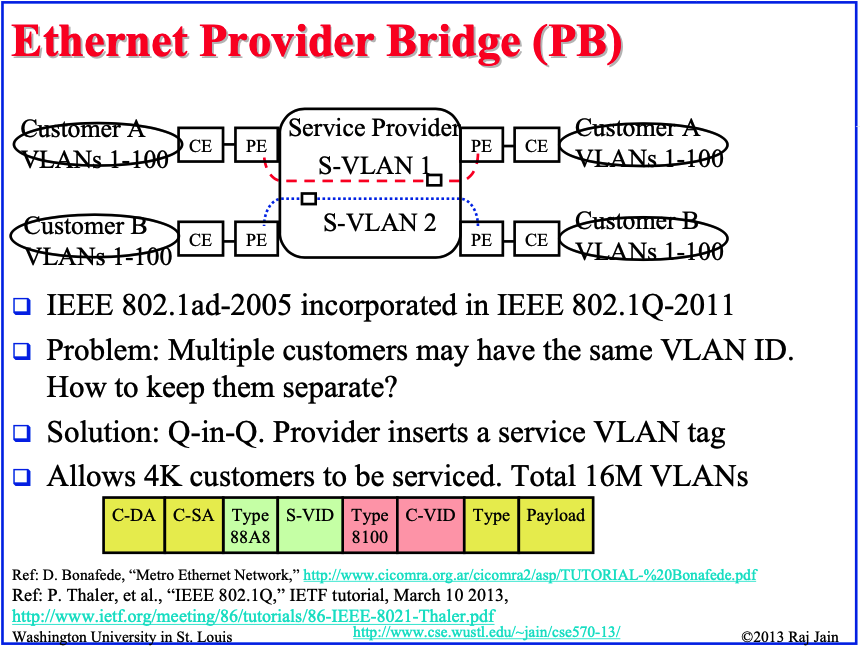 Ethernet Provider Bridge (PB)
Customer A
VLANs 1-100
CE
PE
Service Provider
S-VLAN 1
PE
CE
Customer A
VLANs 1-100
Customer B
VLANs 1-100
CE
PE
S-VLAN 2
PE
CE
Customer B
VLANs 1-100
IEEE 802.1ad-2005 incorporated in IEEE 802.1Q-2011
Problem: Multiple customers may have the same VLAN ID.
How to keep them separate?
Solution: Q-in-Q. Provider inserts a service VLAN tag
Allows 4K customers to be serviced. Total 16M VLANs
C-DA
C-SA
Type
88A8
S-VID
Type
8100
C-VID
Type
Payload
Ref: D. Bonafede, “Metro Ethernet Network,” http://www.cicomra.org.ar/cicomra2/asp/TUTORIAL-%20Bonafede.pdf
Ref: P. Thaler, et al., “IEEE 802.1Q,” IETF tutorial, March 10 2013,
http://www.ietf.org/meeting/86/tutorials/86-IEEE-8021-Thaler.pdf
Washington University in St. Louis
http://www.cse.wustl.edu/~jain/cse570-13/
©2013 Raj Jain